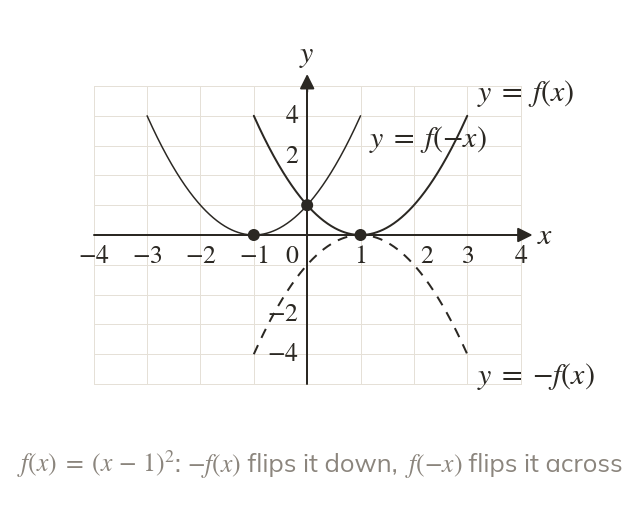 y
y = f(x)
4
y = f(−x)
2
x
−4 −3 −2 −1 0 1 2 3 4
−2
−4
y = −f(x)
f(x) = (x − 1)²: −f(x) flips it down, f(−x) flips it across